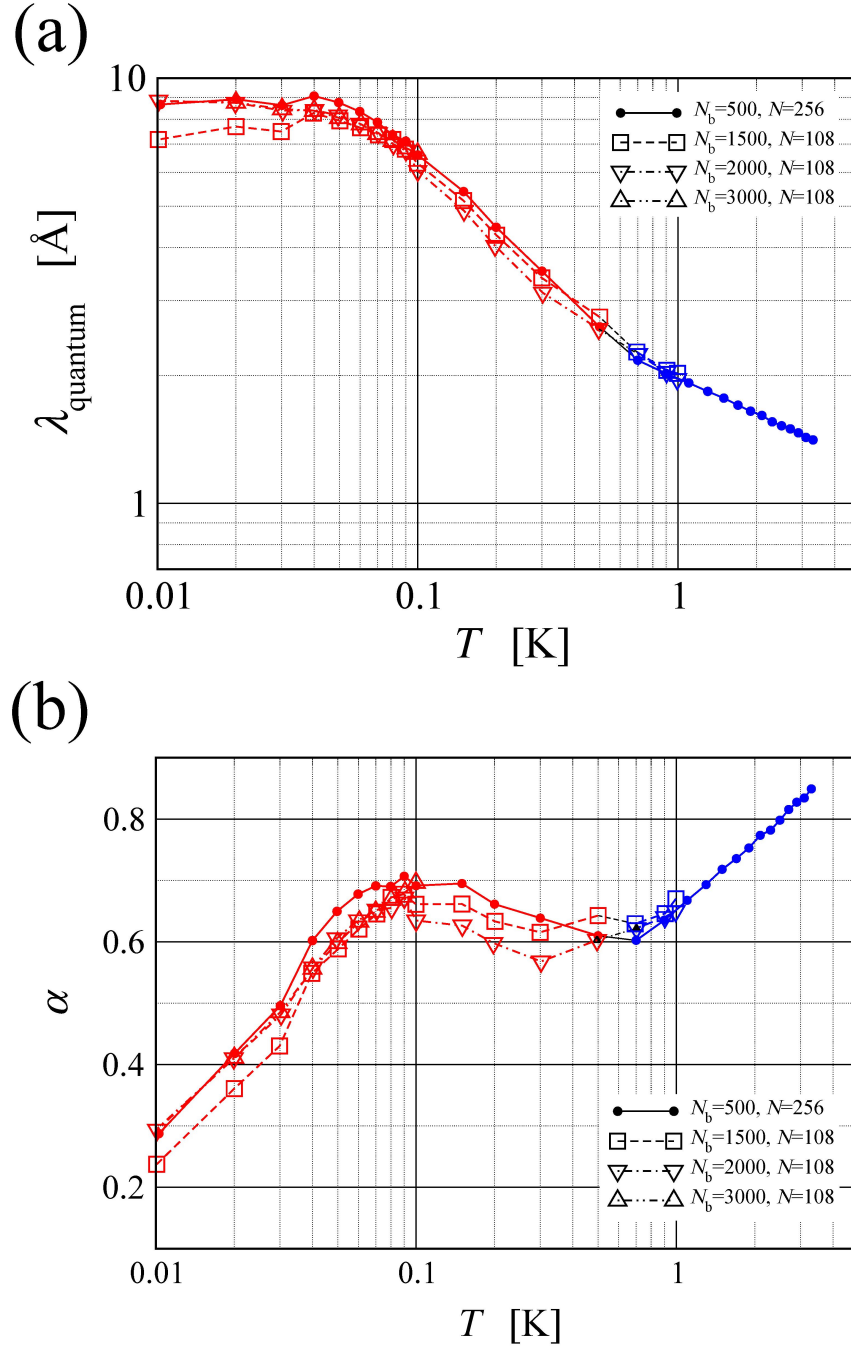 (a)
10
1
λquantum [Å]
Nb=500, N=256
Nb=1500, N=108
Nb=2000, N=108
Nb=3000, N=108
0.01 0.1 1
T [K]
(b)
0.8
0.6
0.4
0.2
α
Nb=500, N=256
Nb=1500, N=108
Nb=2000, N=108
Nb=3000, N=108
0.01 0.1 1
T [K]